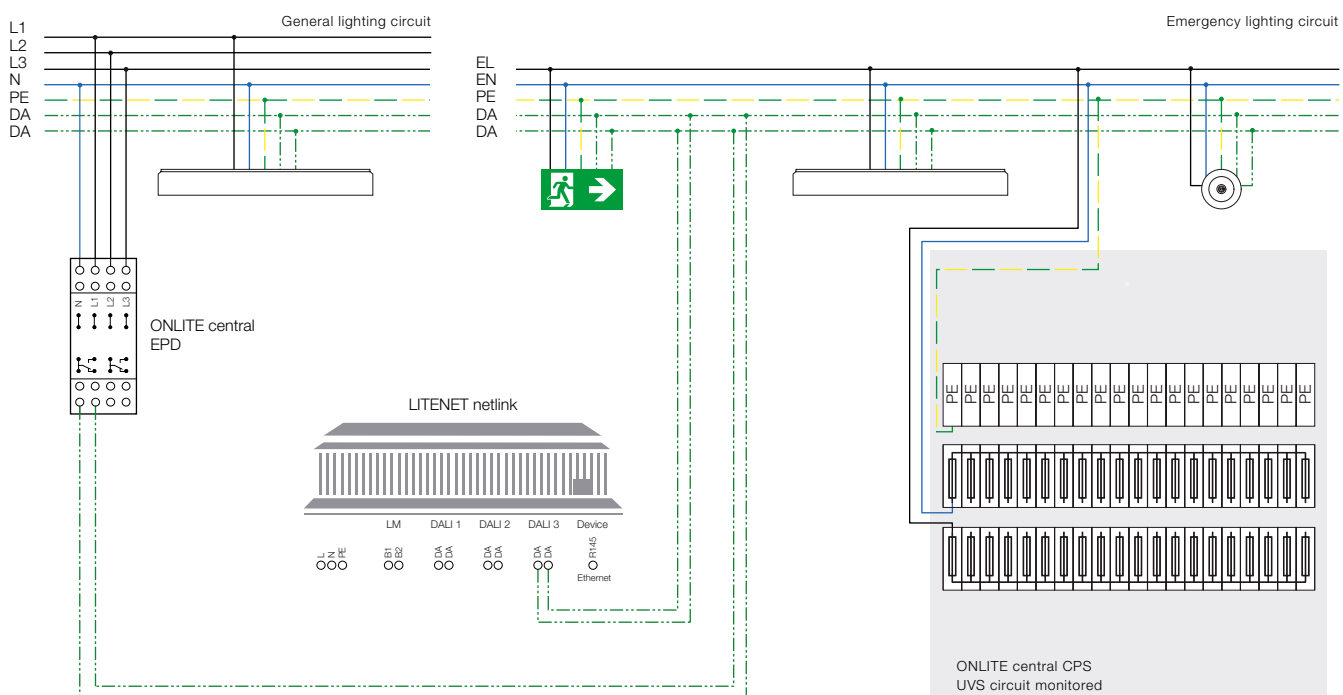 General lighting circuit
L1
L2
L3
N
PE
DA
DA
Emergency lighting circuit
EL
EN
PE
DA
DA
N L1 L2 L3
ONLITE central
EPD
LITENET netlink
LM DALI 1 DALI 2 DALI 3 Device
L N PE B1 B2 DA DA DA DA DA DA R145
Ethernet
PE PE PE PE PE PE PE PE PE PE PE PE PE PE PE PE PE PE PE PE
ONLITE central CPS
UVS circuit monitored